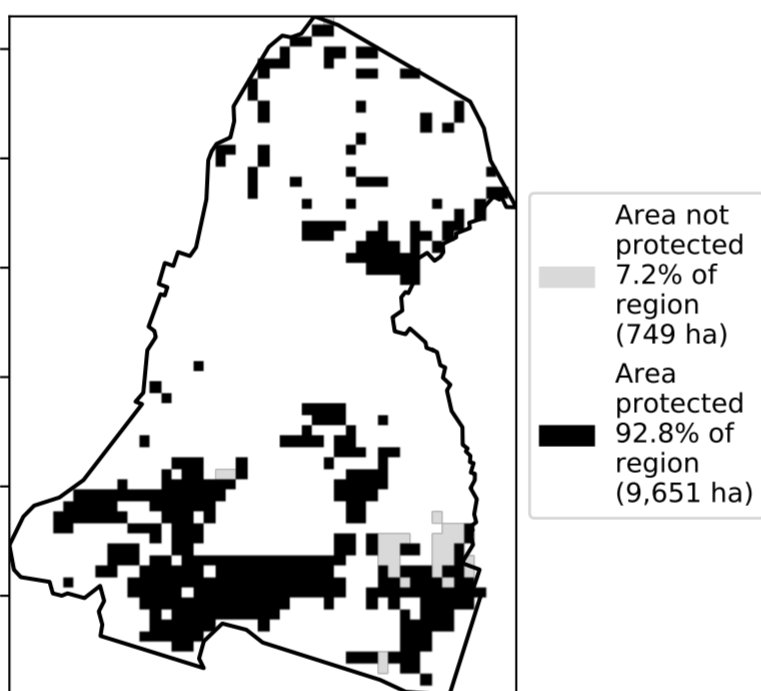 Area not
protected
7.2% of
region
(749 ha)
Area
protected
92.8% of
region
(9,651 ha)